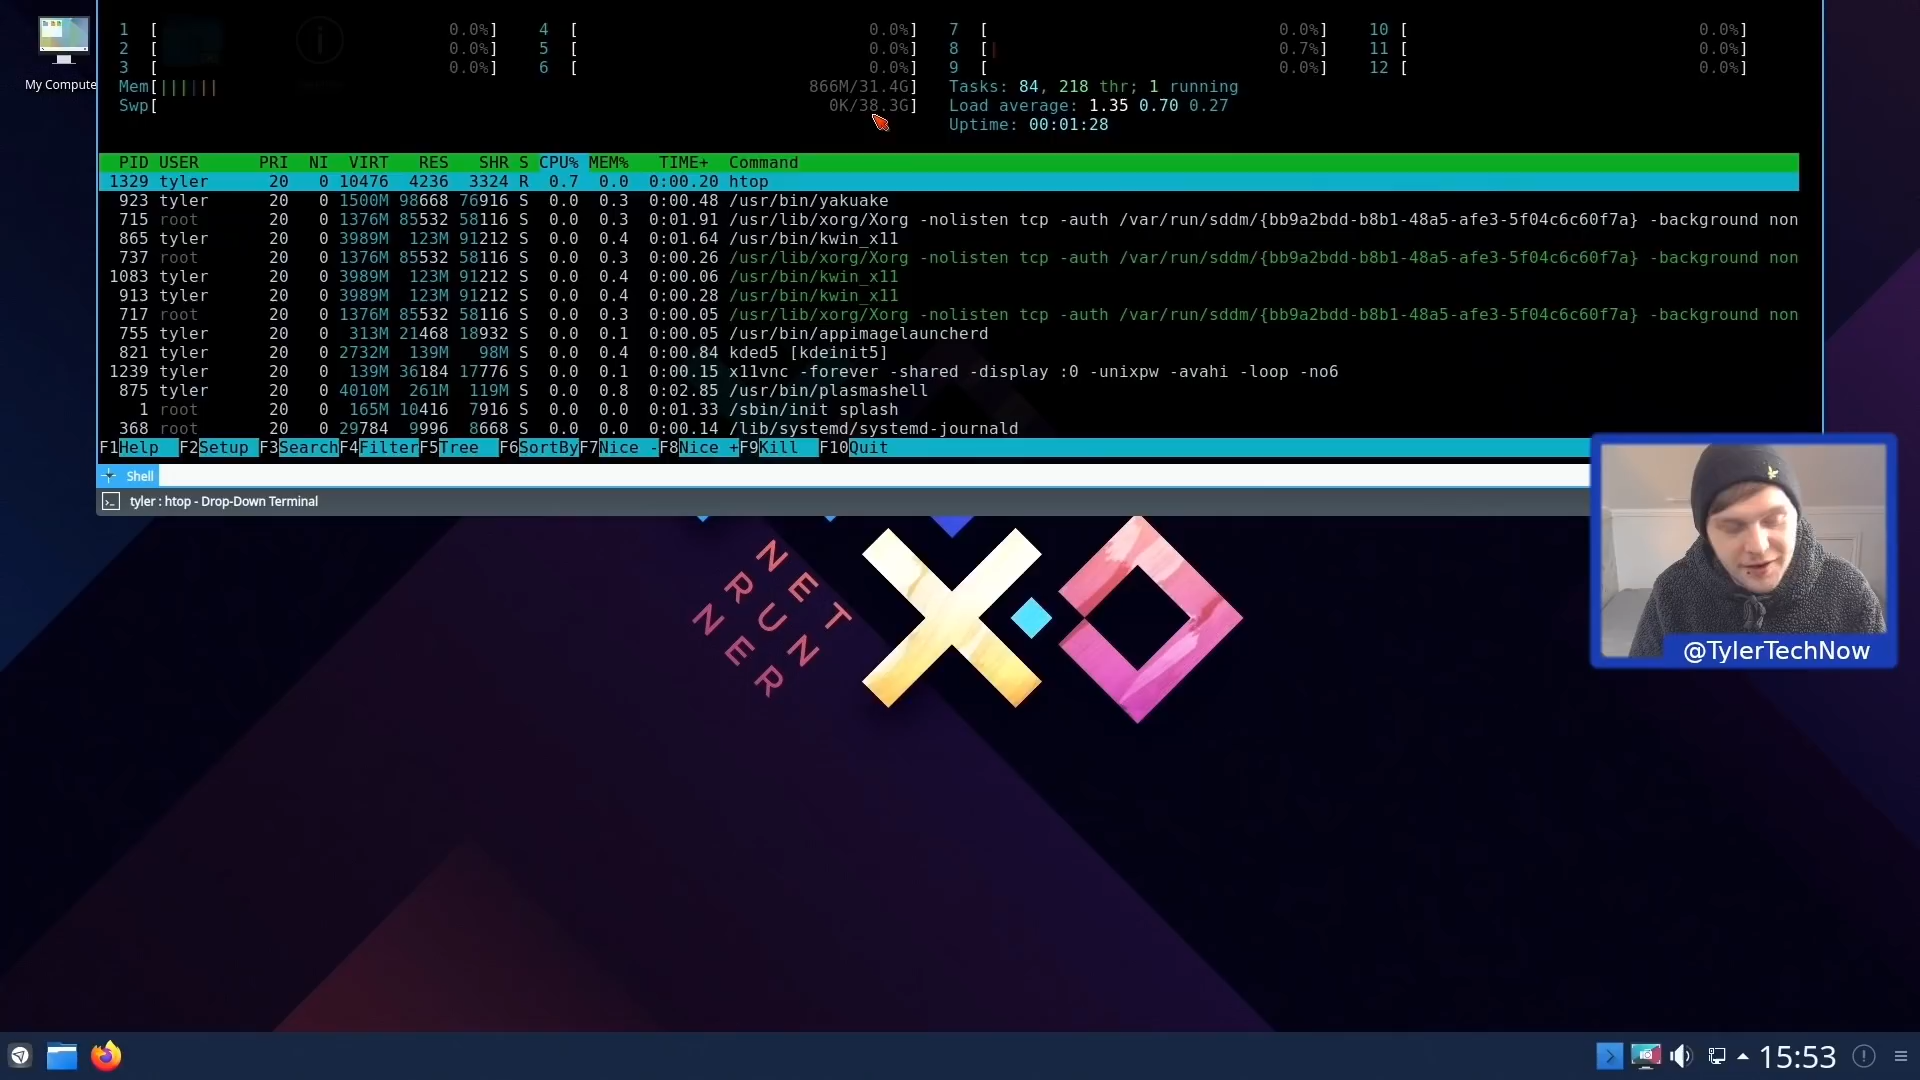 My Compute
1 [ 0.0%] 4 [ 0.0%] 7 [ 0.0%] 10 [ 0.0%]
2 [ 0.0%] 5 [ 0.0%] 8 [| 0.7%] 11 [ 0.0%]
3 [ 0.0%] 6 [ 0.0%] 9 [ 0.0%] 12 [ 0.0%]
Mem[|||||| 866M/31.4G] Tasks: 84, 218 thr; 1 running
Swp[ 0K/38.3G] Load average: 1.35 0.70 0.27
Uptime: 00:01:28
PID USER PRI NI VIRT RES SHR S CPU% MEM% TIME+ Command
1329 tyler 20 0 10476 4236 3324 R 0.7 0.0 0:00.20 htop
923 tyler 20 0 1500M 98668 76916 S 0.0 0.3 0:00.48 /usr/bin/yakuake
715 root 20 0 1376M 85532 58116 S 0.0 0.3 0:01.91 /usr/lib/xorg/Xorg -nolisten tcp -auth /var/run/sddm/{bb9a2bdd-b8b1-48a5-afe3-5f04c6c60f7a} -background non
865 tyler 20 0 3989M 123M 91212 S 0.0 0.4 0:01.64 /usr/bin/kwin_x11
737 root 20 0 1376M 85532 58116 S 0.0 0.3 0:00.26 /usr/lib/xorg/Xorg -nolisten tcp -auth /var/run/sddm/{bb9a2bdd-b8b1-48a5-afe3-5f04c6c60f7a} -background non
1083 tyler 20 0 3989M 123M 91212 S 0.0 0.4 0:00.06 /usr/bin/kwin_x11
913 tyler 20 0 3989M 123M 91212 S 0.0 0.4 0:00.28 /usr/bin/kwin_x11
717 root 20 0 1376M 85532 58116 S 0.0 0.3 0:00.05 /usr/lib/xorg/Xorg -nolisten tcp -auth /var/run/sddm/{bb9a2bdd-b8b1-48a5-afe3-5f04c6c60f7a} -background non
755 tyler 20 0 313M 21468 18932 S 0.0 0.1 0:00.05 /usr/bin/appimagelauncherd
821 tyler 20 0 2732M 139M 98M S 0.0 0.4 0:00.84 kded5 [kdeinit5]
1239 tyler 20 0 139M 36184 17776 S 0.0 0.1 0:00.15 x11vnc -forever -shared -display :0 -unixpw -avahi -loop -no6
875 tyler 20 0 4010M 261M 119M S 0.0 0.8 0:02.85 /usr/bin/plasmashell
1 root 20 0 165M 10416 7916 S 0.0 0.0 0:01.33 /sbin/init splash
368 root 20 0 29784 9996 8668 S 0.0 0.0 0:00.14 /lib/systemd/systemd-journald
F1Help F2Setup F3SearchF4FilterF5Tree F6SortByF7Nice -F8Nice +F9Kill F10Quit
Shell
tyler : htop - Drop-Down Terminal
NET
RUN
NER
@TylerTechNow
15:53